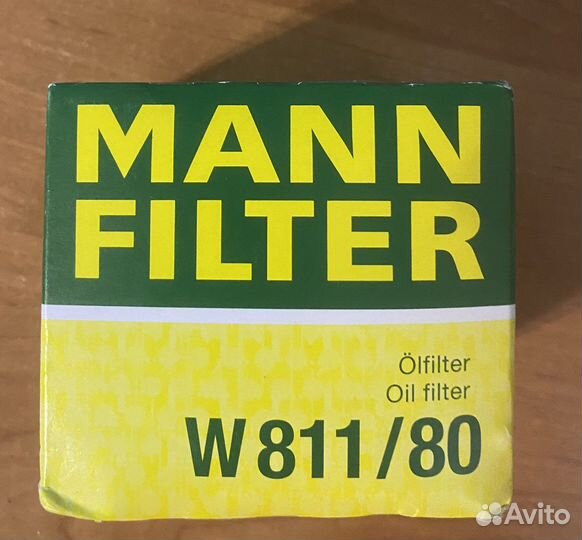 MANN
FILTER
Ölfilter
Oil filter
W 811/80
Avito